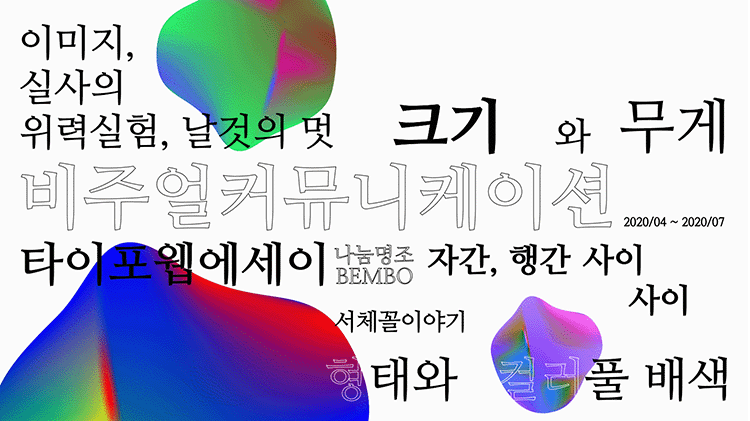 이미지,
실사의
위력실험, 날것의 멋
크기 와 무게
비주얼커뮤니케이션
2020/04 ~ 2020/07
타이포웹에세이
나눔명조
BEMBO
자간, 행간 사이
사이
서체꼴이야기
형태와 컬러풀 배색